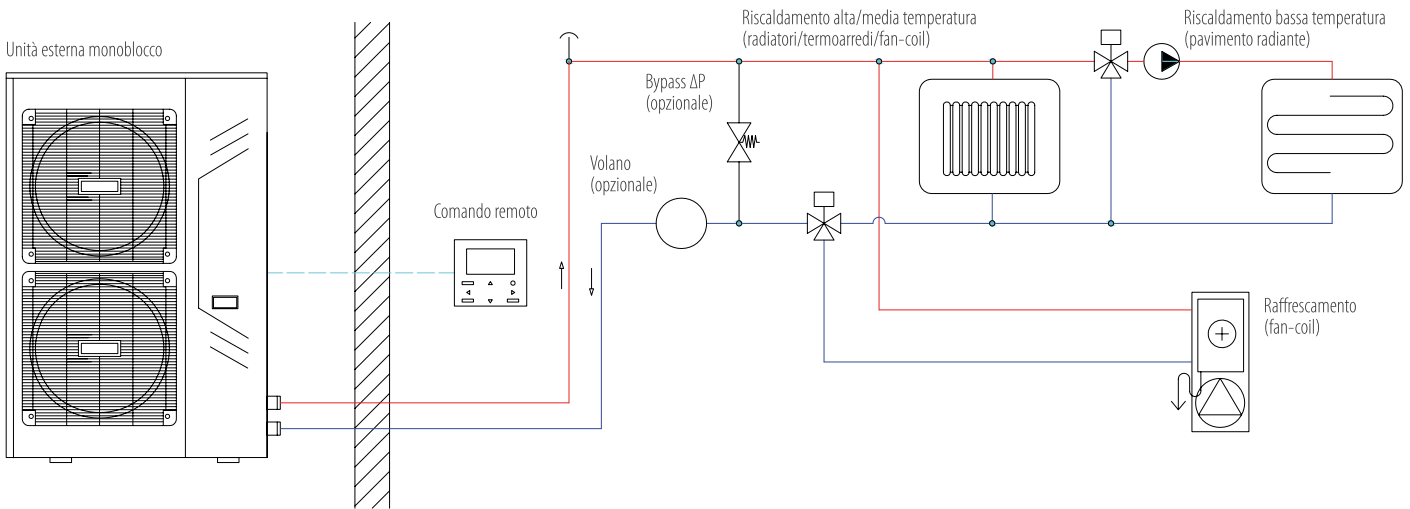 Unità esterna monoblocco
Riscaldamento alta/media temperatura
(radiatori/termoarredi/fan-coil)
Riscaldamento bassa temperatura
(pavimento radiante)
Bypass ΔP
(opzionale)
Volano
(opzionale)
Comando remoto
Raffrescamento
(fan-coil)